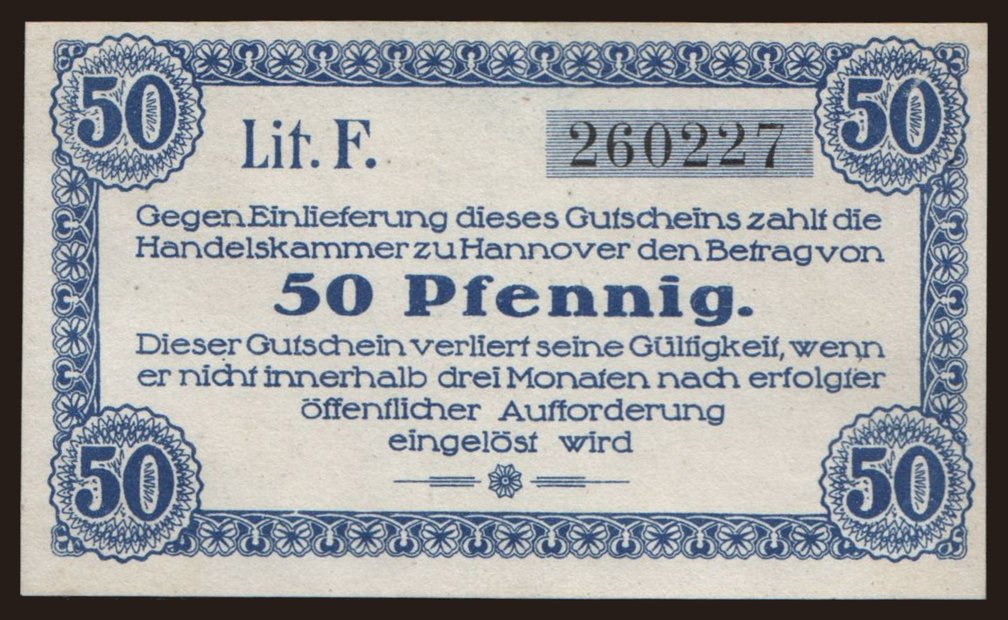 50 50
Lit. F. 260227
Gegen Einlieferung dieses Gutscheins zahlt die
Handelskammer zu Hannover den Betrag von
50 Pfennig.
Dieser Gutschein verliert seine Gültigkeit, wenn
er nicht innerhalb drei Monaten nach erfolgter
öffentlicher Aufforderung
eingelöst wird
50 50